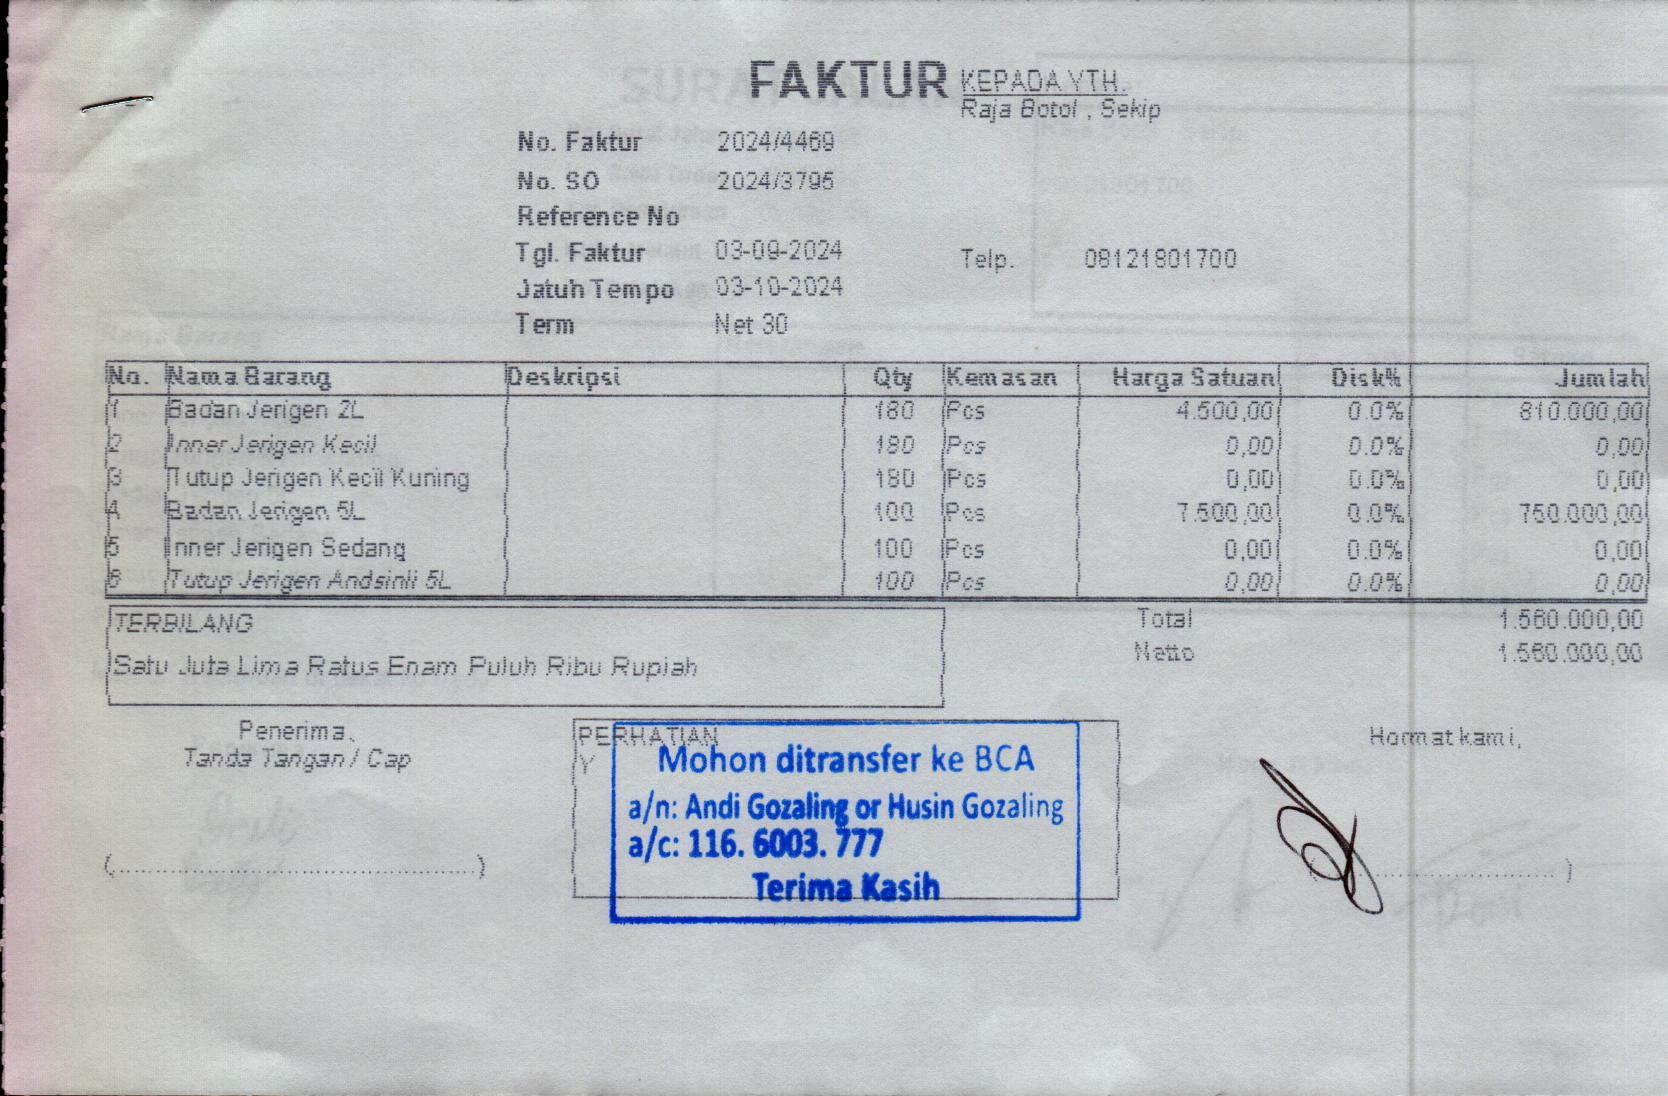 FAKTUR
KEPADA YTH.
Raja Botol , Sekip
No. Faktur 2024/4469
No. SO 2024/3795
Reference No
Tgl. Faktur 03-09-2024
Telp. 08121801700
Jatuh Tempo 03-10-2024
Term Net 30
No. Nama Barang Deskripsi Qty Kemasan Harga Satuan Disk% Jumlah
1 Badan Jerigen 2L 180 Pcs 4.500,00 0.0% 810.000,00
2 Inner Jerigen Kecil 180 Pcs 0,00 0.0% 0,00
3 Tutup Jerigen Kecil Kuning 180 Pcs 0,00 0.0% 0,00
4 Badan Jerigen 5L 100 Pcs 7.500,00 0.0% 750.000,00
5 Inner Jerigen Sedang 100 Pcs 0,00 0.0% 0,00
6 Tutup Jerigen Andsinli 5L 100 Pcs 0,00 0.0% 0,00
TERBILANG
Satu Juta Lima Ratus Enam Puluh Ribu Rupiah
Total 1.560.000,00
Netto 1.560.000,00
Penerima,
Tanda Tangan / Cap
(........................................)
PERHATIAN
Y
Mohon ditransfer ke BCA
a/n: Andi Gozaling or Husin Gozaling
a/c: 116. 6003. 777
Terima Kasih
Hormat kami,